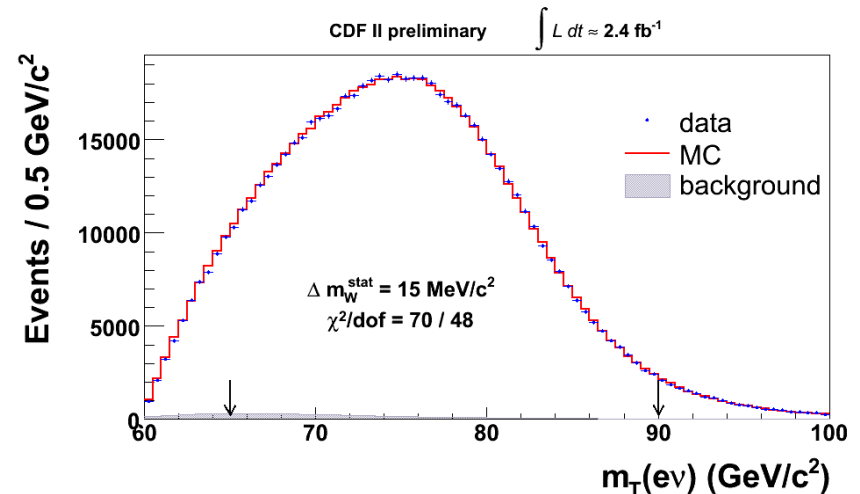 CDF II preliminary ∫ L dt ≈ 2.4 fb⁻¹
Events / 0.5 GeV/c²
15000
10000
5000
0
data
MC
background
Δ m_W^stat = 15 MeV/c²
χ²/dof = 70 / 48
60 70 80 90 100
m_T(eν) (GeV/c²)